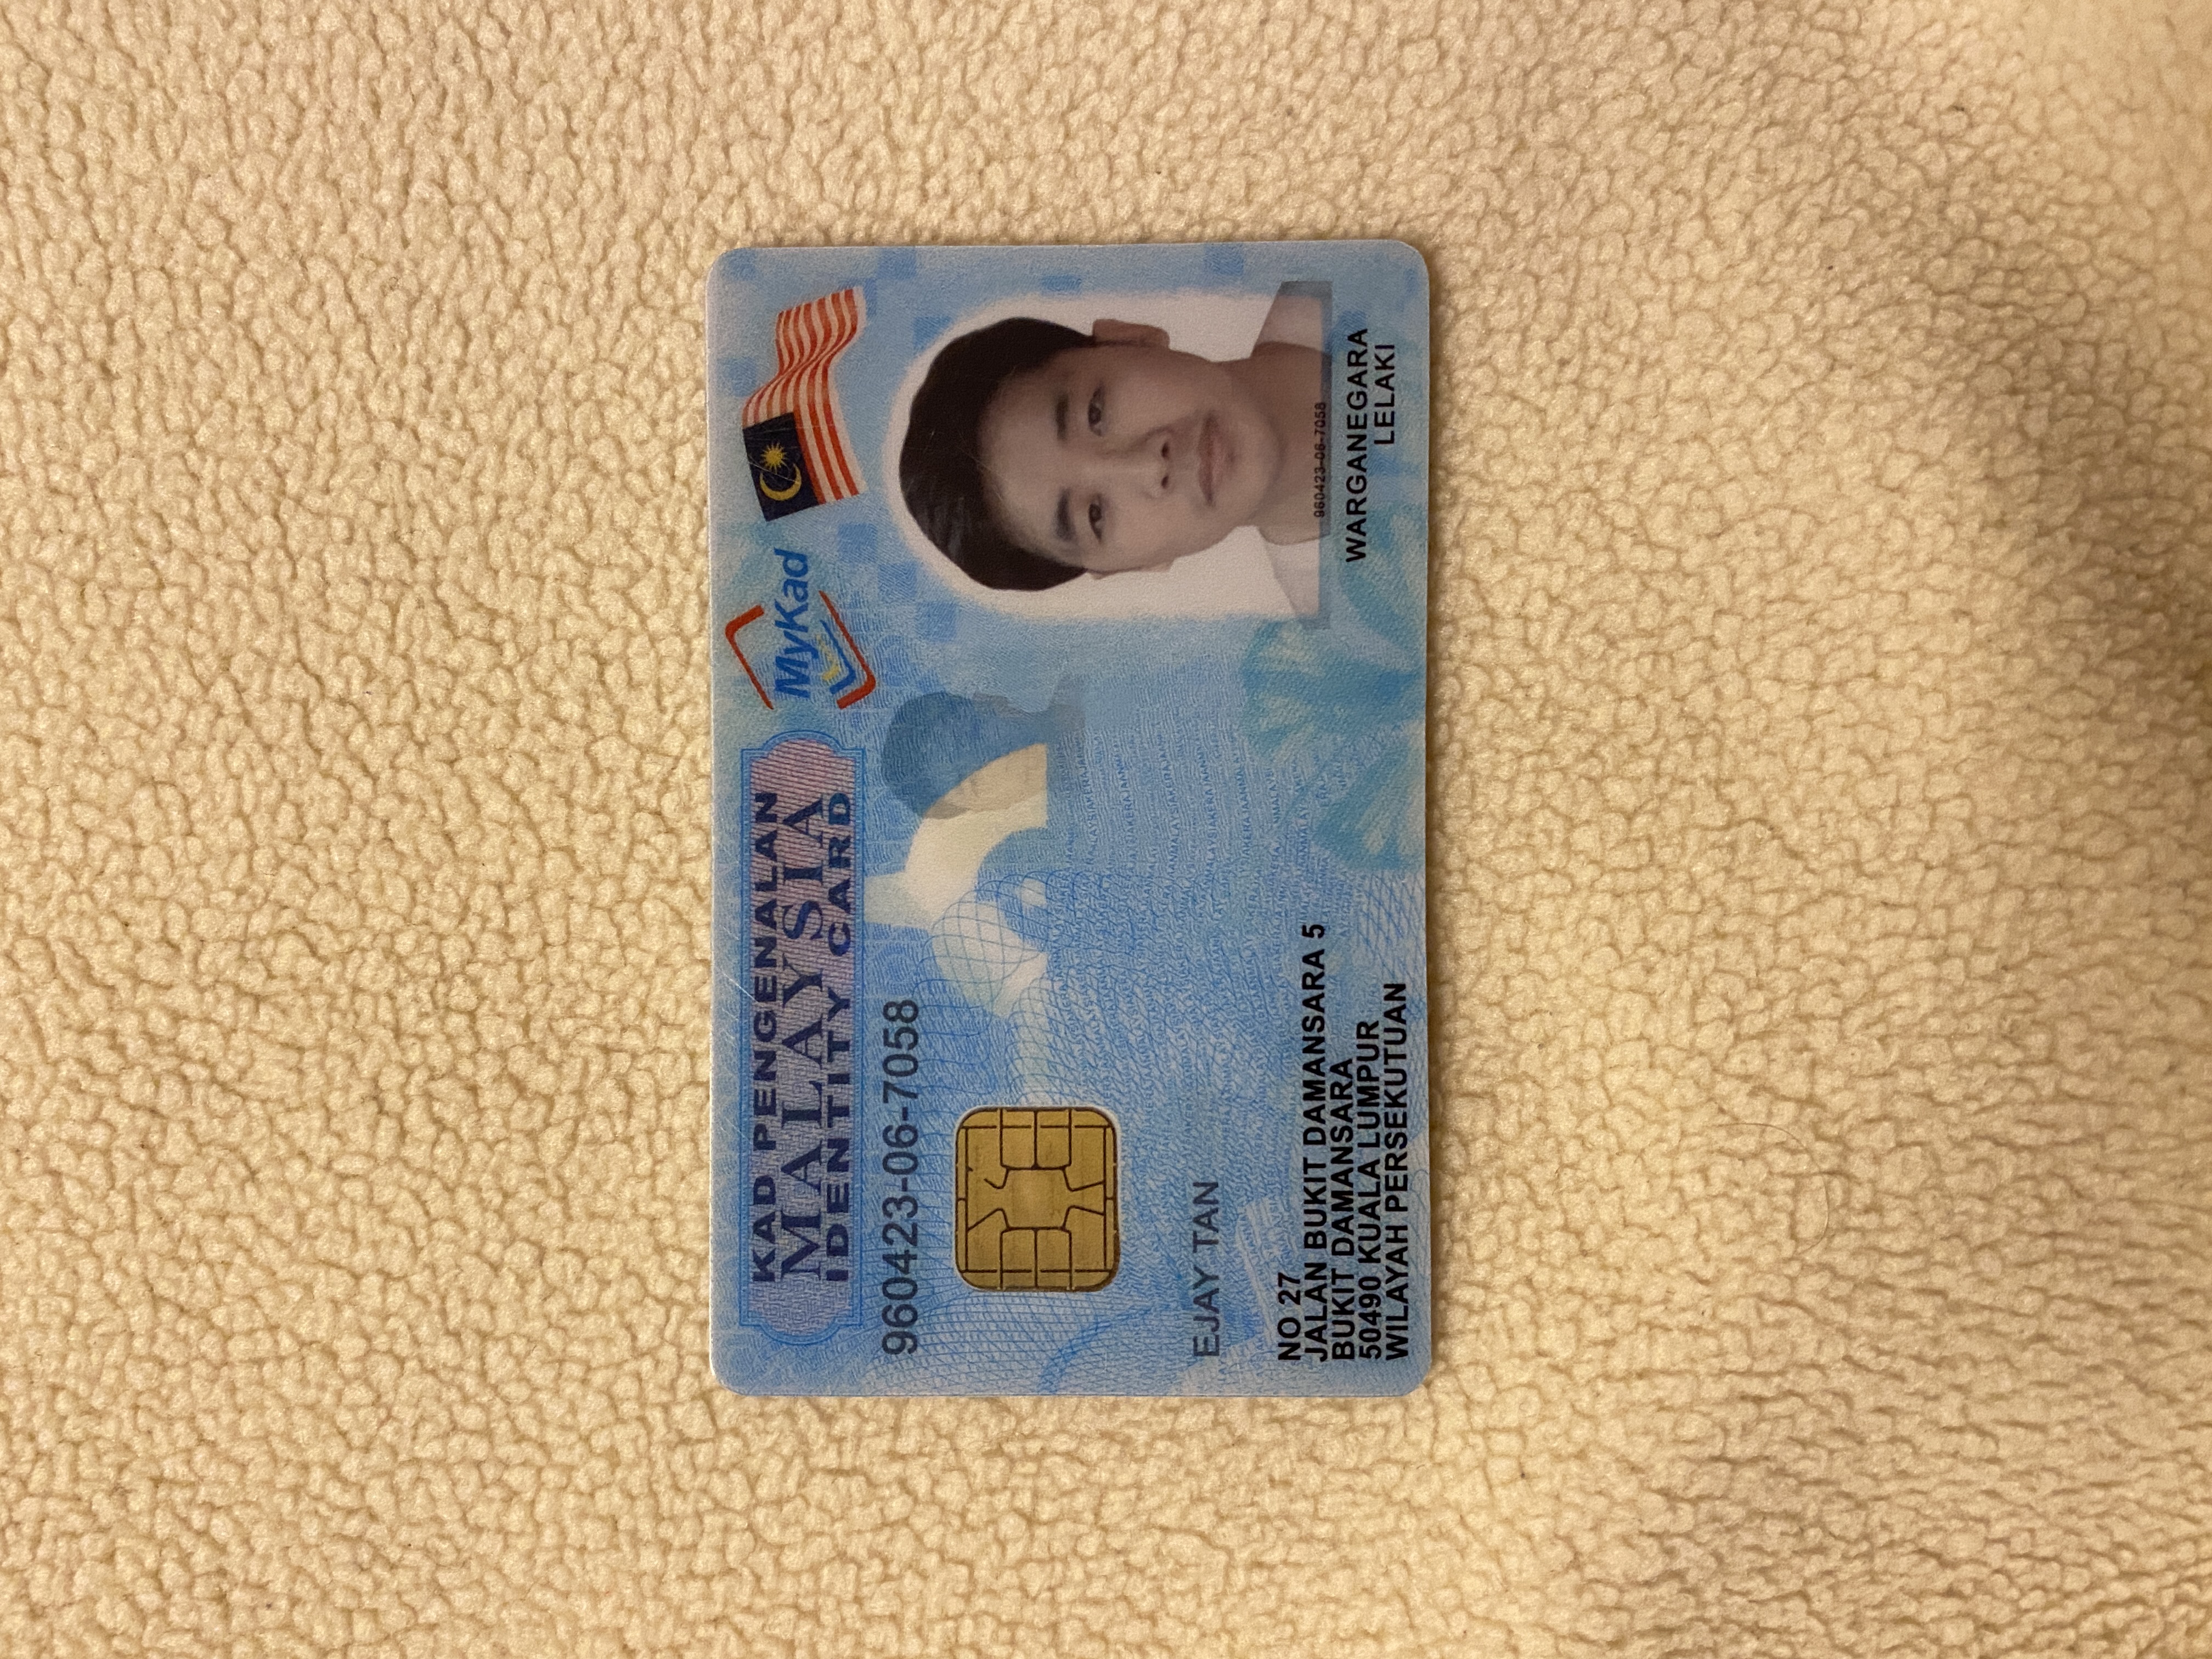 KAD PENGENALAN
MALAYSIA
IDENTITY CARD
MyKad
960423-06-7058
EJAY TAN
NO 27
JALAN BUKIT DAMANSARA 5
BUKIT DAMANSARA
50490 KUALA LUMPUR
WILAYAH PERSEKUTUAN
960423-06-7058
WARGANEGARA
LELAKI